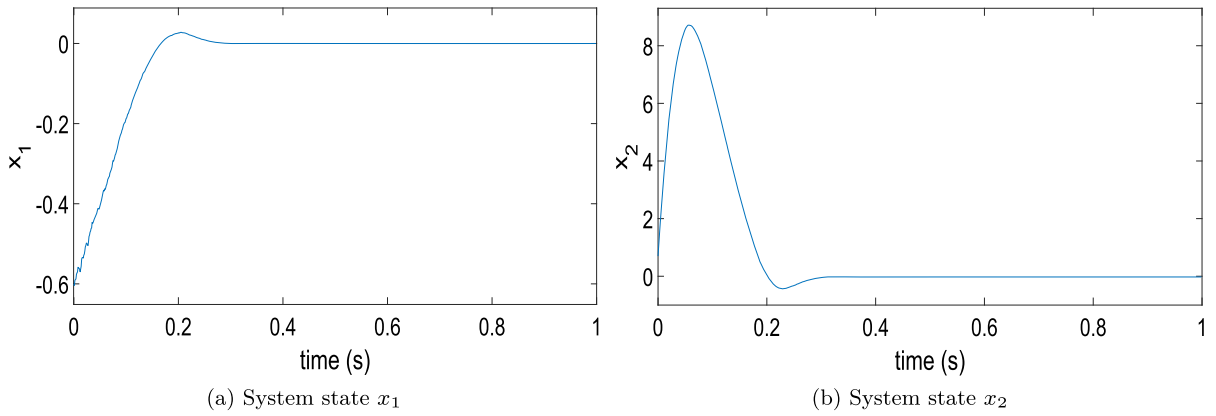 0
-0.2
-0.4
-0.6
x₁
0 0.2 0.4 0.6 0.8 1
time (s)
(a) System state x₁
8
6
4
2
0
x₂
0 0.2 0.4 0.6 0.8 1
time (s)
(b) System state x₂